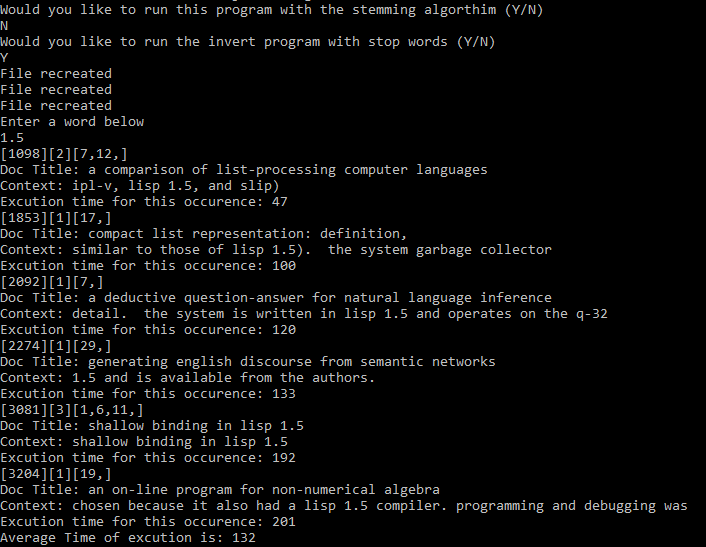 Would you like to run this program with the stemming algorthim (Y/N)
N
Would you like to run the invert program with stop words (Y/N)
Y
File recreated
File recreated
File recreated
Enter a word below
1.5
[1098][2][7,12,]
Doc Title: a comparison of list-processing computer languages
Context: ipl-v, lisp 1.5, and slip)
Excution time for this occurence: 47
[1853][1][17,]
Doc Title: compact list representation: definition,
Context: similar to those of lisp 1.5).  the system garbage collector
Excution time for this occurence: 100
[2092][1][7,]
Doc Title: a deductive question-answer for natural language inference
Context: detail.  the system is written in lisp 1.5 and operates on the q-32
Excution time for this occurence: 120
[2274][1][29,]
Doc Title: generating english discourse from semantic networks
Context: 1.5 and is available from the authors.
Excution time for this occurence: 133
[3081][3][1,6,11,]
Doc Title: shallow binding in lisp 1.5
Context: shallow binding in lisp 1.5
Excution time for this occurence: 192
[3204][1][19,]
Doc Title: an on-line program for non-numerical algebra
Context: chosen because it also had a lisp 1.5 compiler. programming and debugging was
Excution time for this occurence: 201
Average Time of excution is: 132